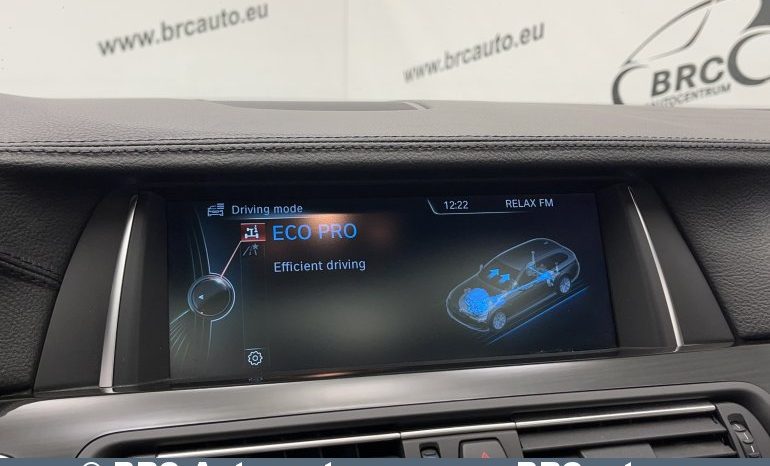 www.brcauto.eu
www.brcauto.eu
BRC
AUTOCENTRUM
Driving mode
12:22
RELAX FM
ECO PRO
Efficient driving